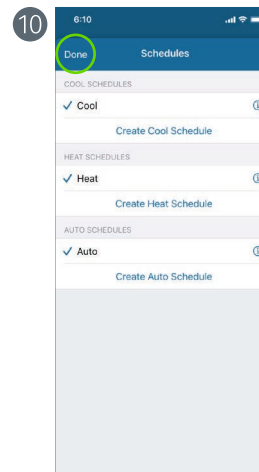 10
6:10
Done Schedules
COOL SCHEDULES
✓ Cool
Create Cool Schedule
HEAT SCHEDULES
✓ Heat
Create Heat Schedule
AUTO SCHEDULES
✓ Auto
Create Auto Schedule